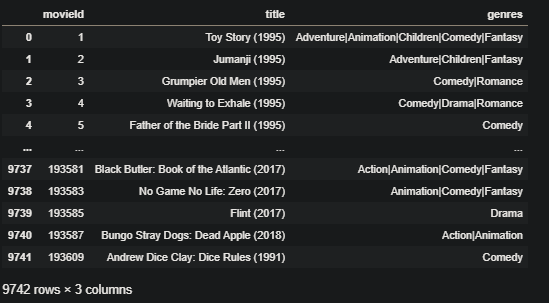 movieId title genres
0 1 Toy Story (1995) Adventure|Animation|Children|Comedy|Fantasy
1 2 Jumanji (1995) Adventure|Children|Fantasy
2 3 Grumpier Old Men (1995) Comedy|Romance
3 4 Waiting to Exhale (1995) Comedy|Drama|Romance
4 5 Father of the Bride Part II (1995) Comedy
... ... ... ...
9737 193581 Black Butler: Book of the Atlantic (2017) Action|Animation|Comedy|Fantasy
9738 193583 No Game No Life: Zero (2017) Animation|Comedy|Fantasy
9739 193585 Flint (2017) Drama
9740 193587 Bungo Stray Dogs: Dead Apple (2018) Action|Animation
9741 193609 Andrew Dice Clay: Dice Rules (1991) Comedy
9742 rows × 3 columns